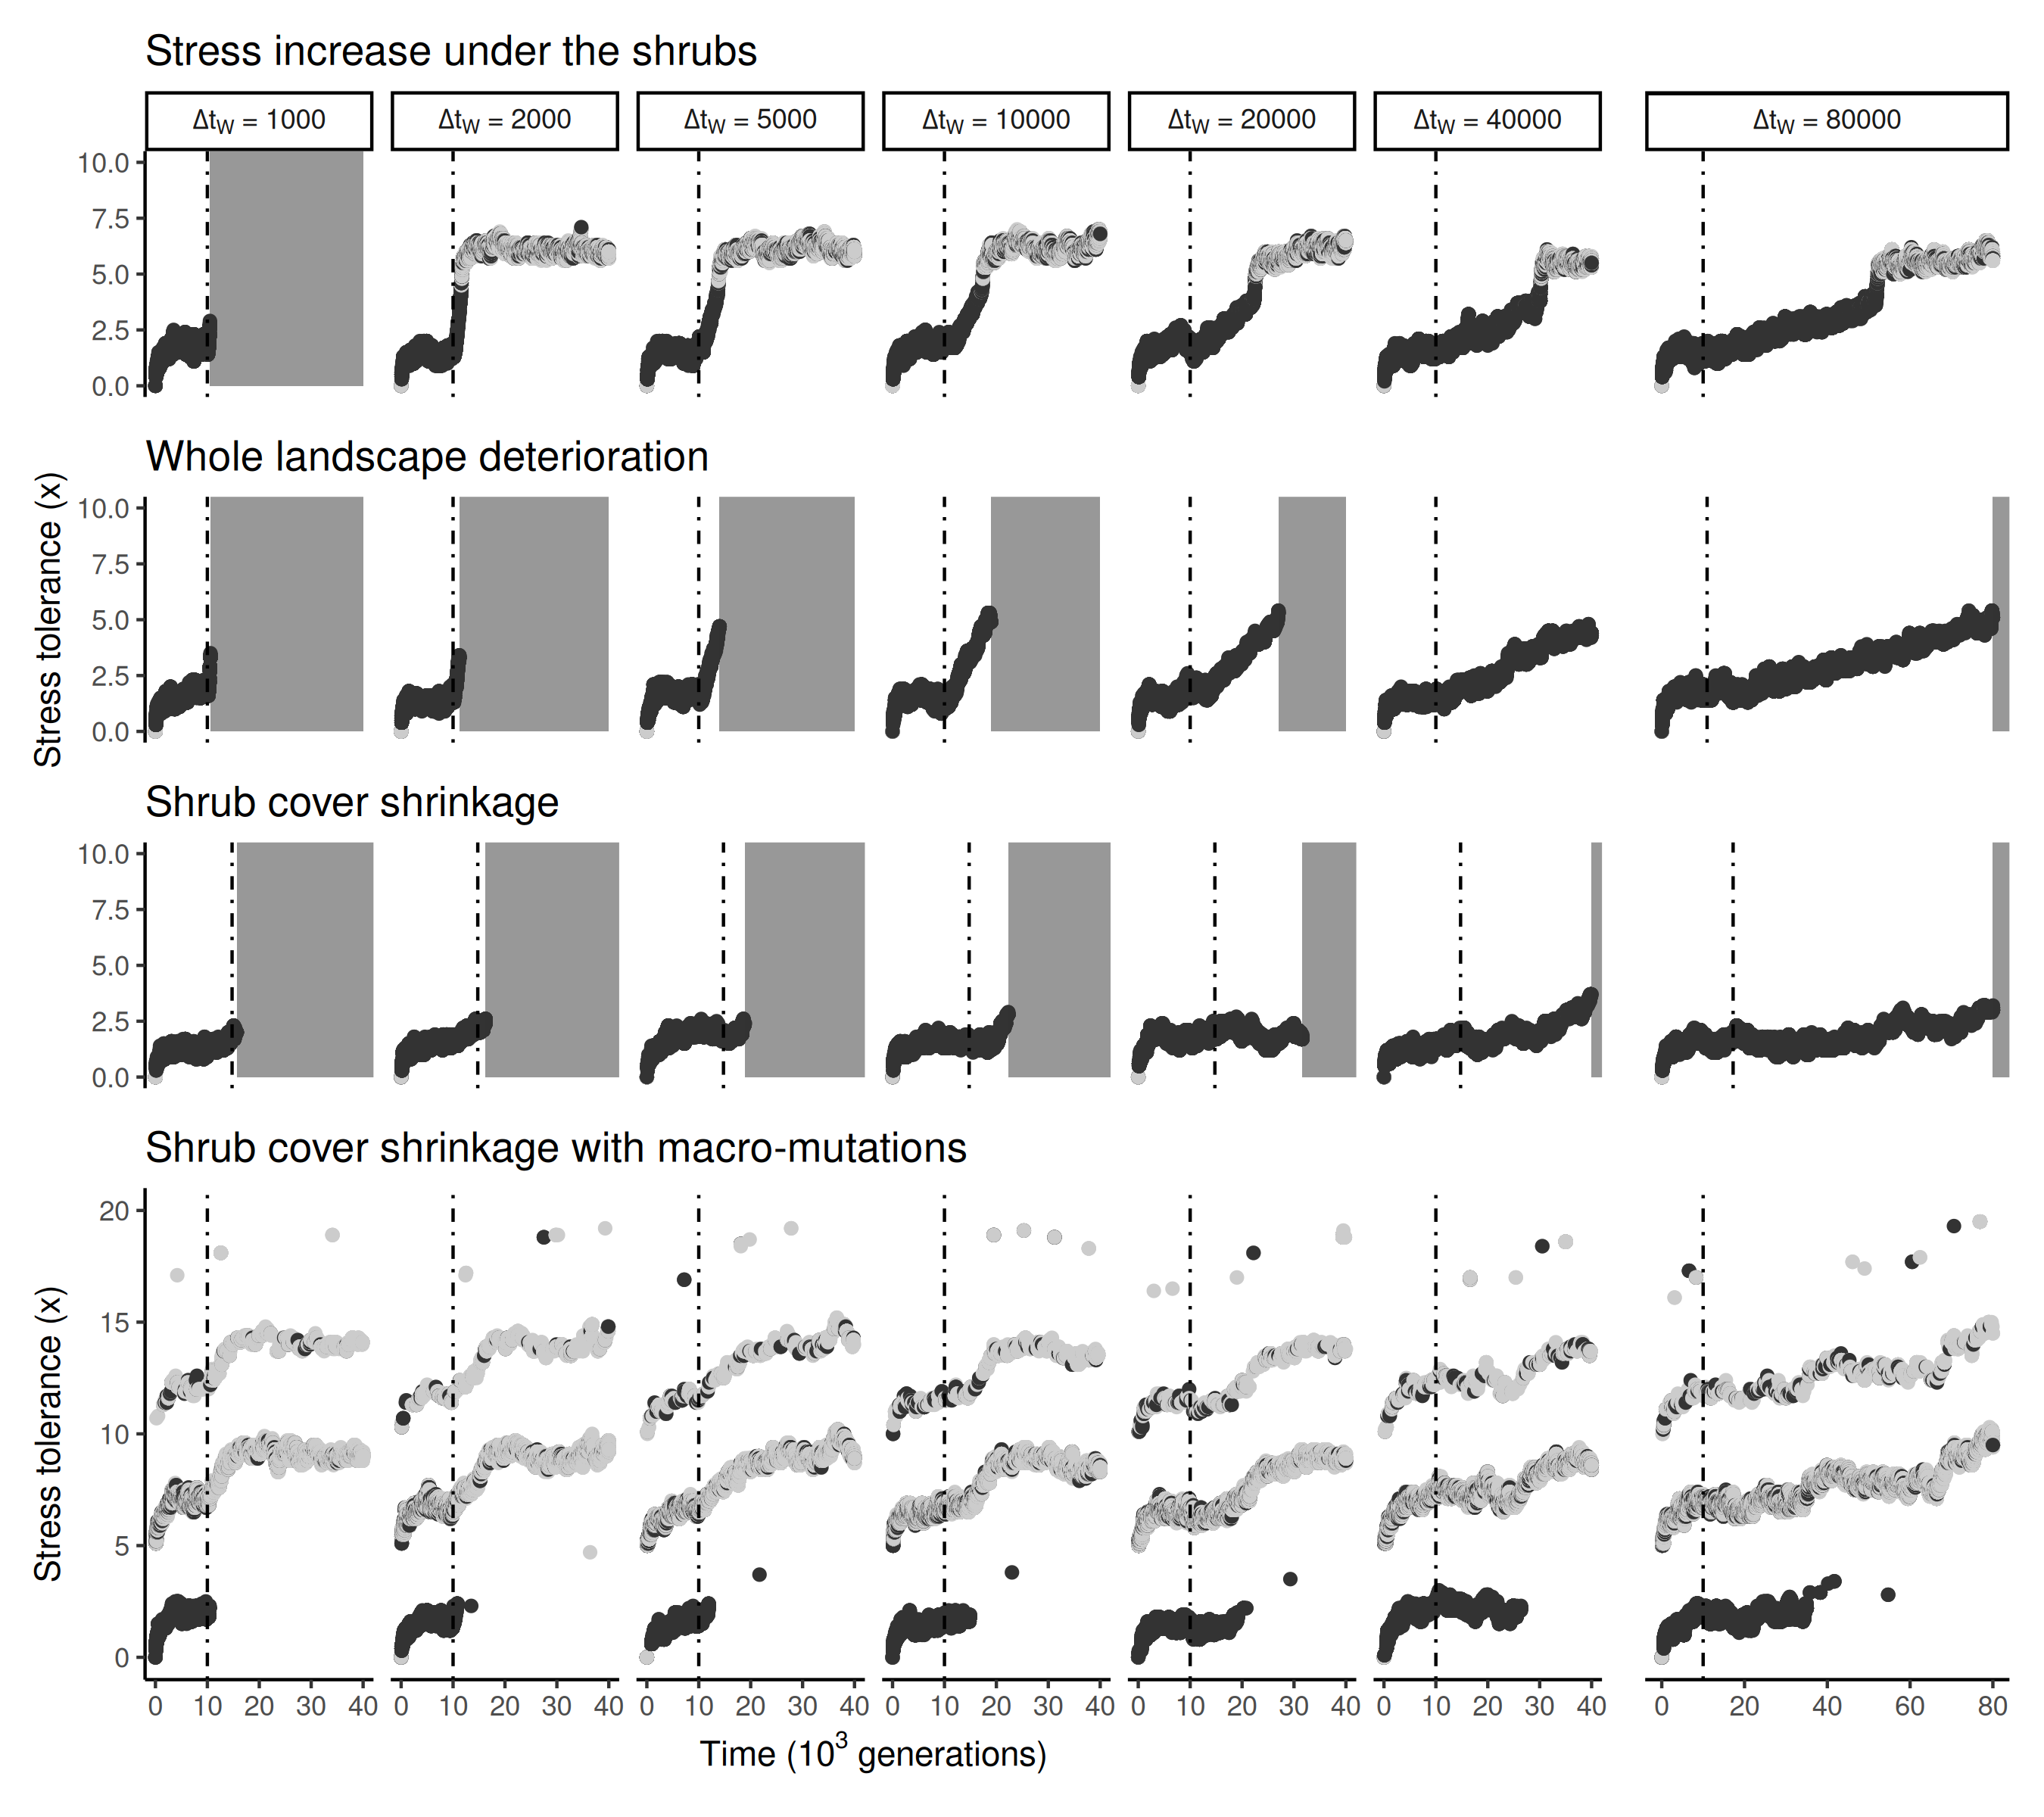 Stress increase under the shrubs
ΔtW = 1000 ΔtW = 2000 ΔtW = 5000 ΔtW = 10000 ΔtW = 20000 ΔtW = 40000 ΔtW = 80000
10.0
7.5
5.0
2.5
0.0
Whole landscape deterioration
10.0
7.5
5.0
2.5
0.0
Stress tolerance (x)
Shrub cover shrinkage
10.0
7.5
5.0
2.5
0.0
Shrub cover shrinkage with macro-mutations
20
15
10
5
0
Stress tolerance (x)
0 10 20 30 40 0 10 20 30 40 0 10 20 30 40 0 10 20 30 40 0 10 20 30 40 0 10 20 30 40 0 20 40 60 80
Time (10³ generations)